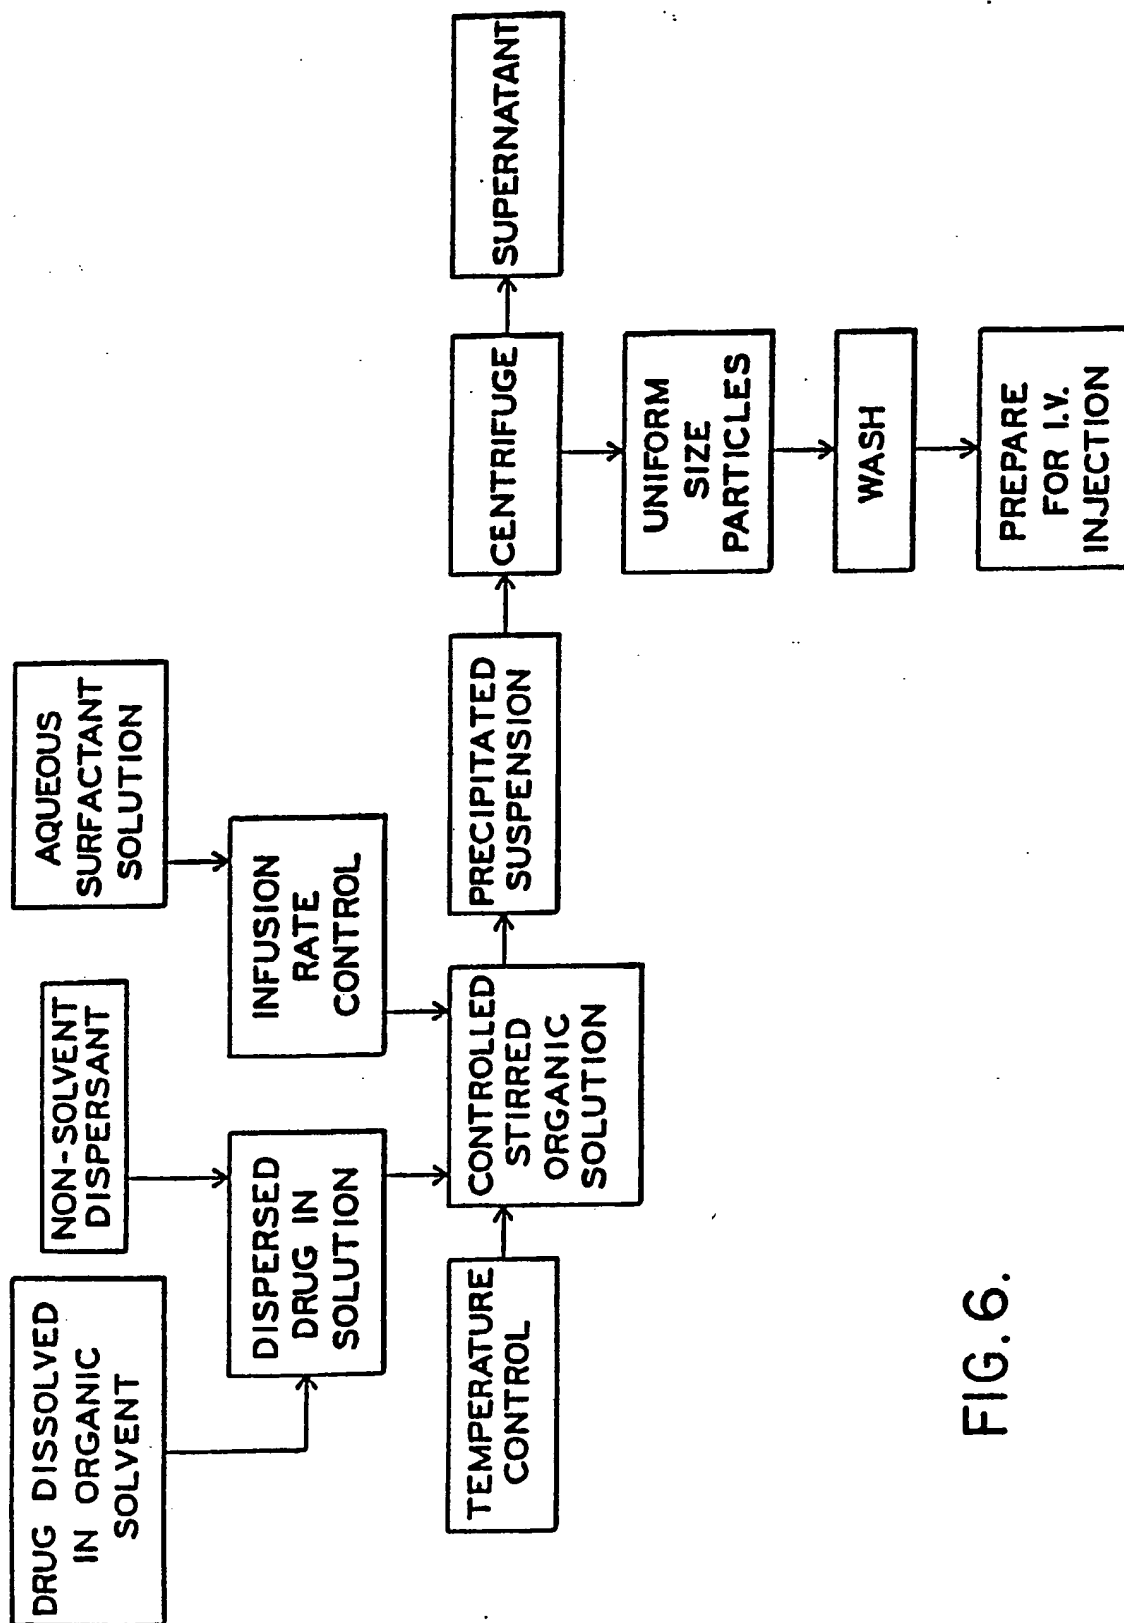 DRUG DISSOLVED
IN ORGANIC
SOLVENT
NON-SOLVENT
DISPERSANT
AQUEOUS
SURFACTANT
SOLUTION
DISPERSED
DRUG IN
SOLUTION
INFUSION
RATE
CONTROL
TEMPERATURE
CONTROL
CONTROLLED
STIRRED
ORGANIC
SOLUTION
PRECIPITATED
SUSPENSION
CENTRIFUGE
SUPERNATANT
UNIFORM
SIZE
PARTICLES
WASH
PREPARE
FOR I.V.
INJECTION
FIG. 6.